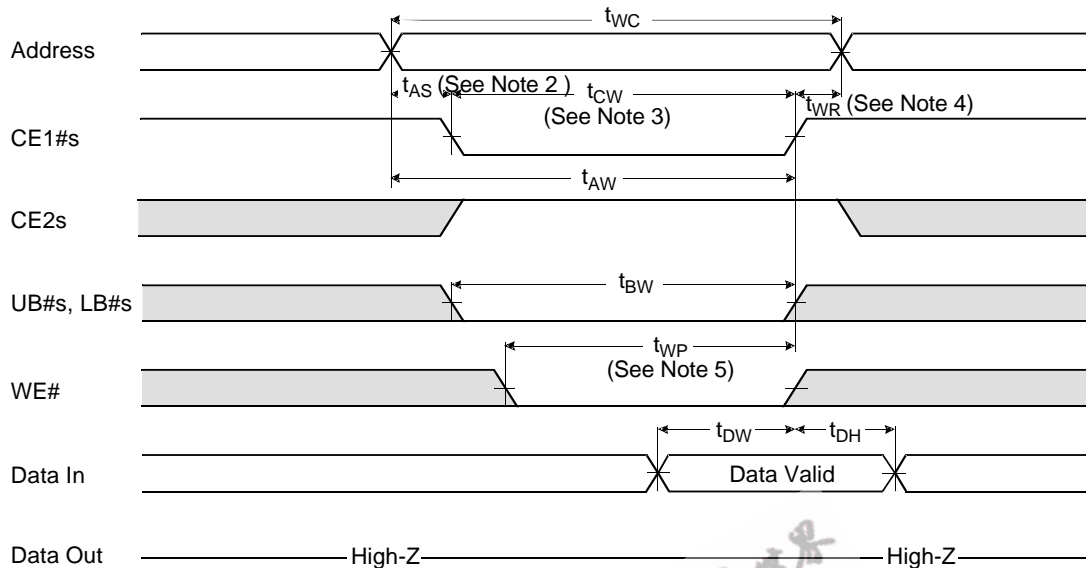 tWC
Address
tAS (See Note 2 )
tCW
(See Note 3)
tWR (See Note 4)
CE1#s
tAW
CE2s
UB#s, LB#s
tBW
tWP
(See Note 5)
WE#
tDW
tDH
Data In
Data Valid
Data Out
High-Z
High-Z